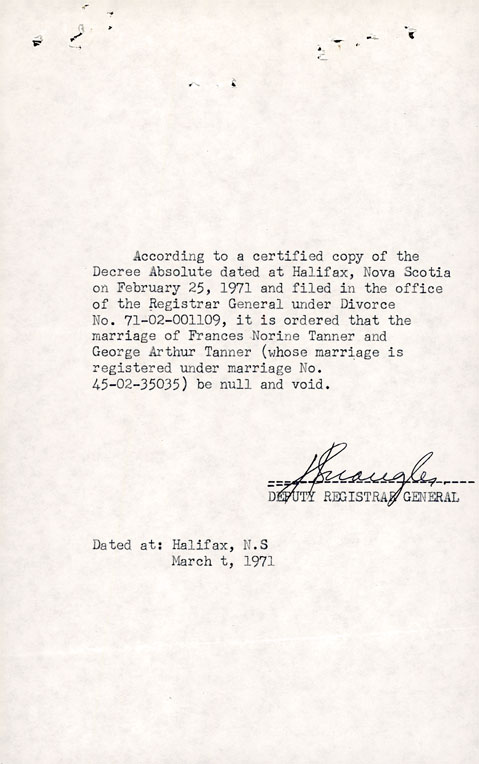 According to a certified copy of the
Decree Absolute dated at Halifax, Nova Scotia
on February 25, 1971 and filed in the office
of the Registrar General under Divorce
No. 71-02-001109, it is ordered that the
marriage of Frances Norine Tanner and
George Arthur Tanner (whose marriage is
registered under marriage No.
45-02-35035) be null and void.
DEPUTY REGISTRAR GENERAL
Dated at: Halifax, N.S
March t, 1971